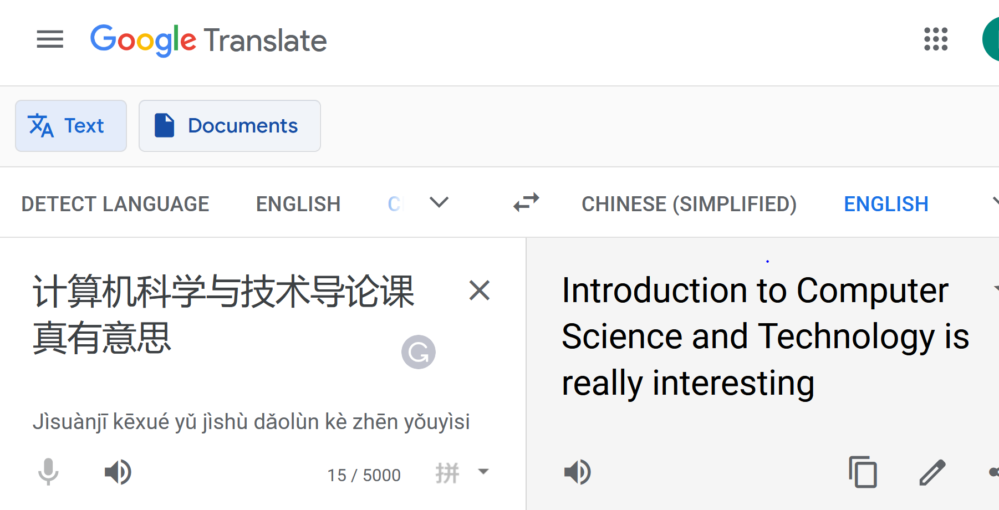 Google Translate
Text
Documents
DETECT LANGUAGE
ENGLISH
CHINESE (SIMPLIFIED)
ENGLISH
计算机科学与技术导论课
真有意思
Jìsuànjī kēxué yǔ jìshù dǎolùn kè zhēn yǒuyìsi
15 / 5000
拼
Introduction to Computer
Science and Technology is
really interesting